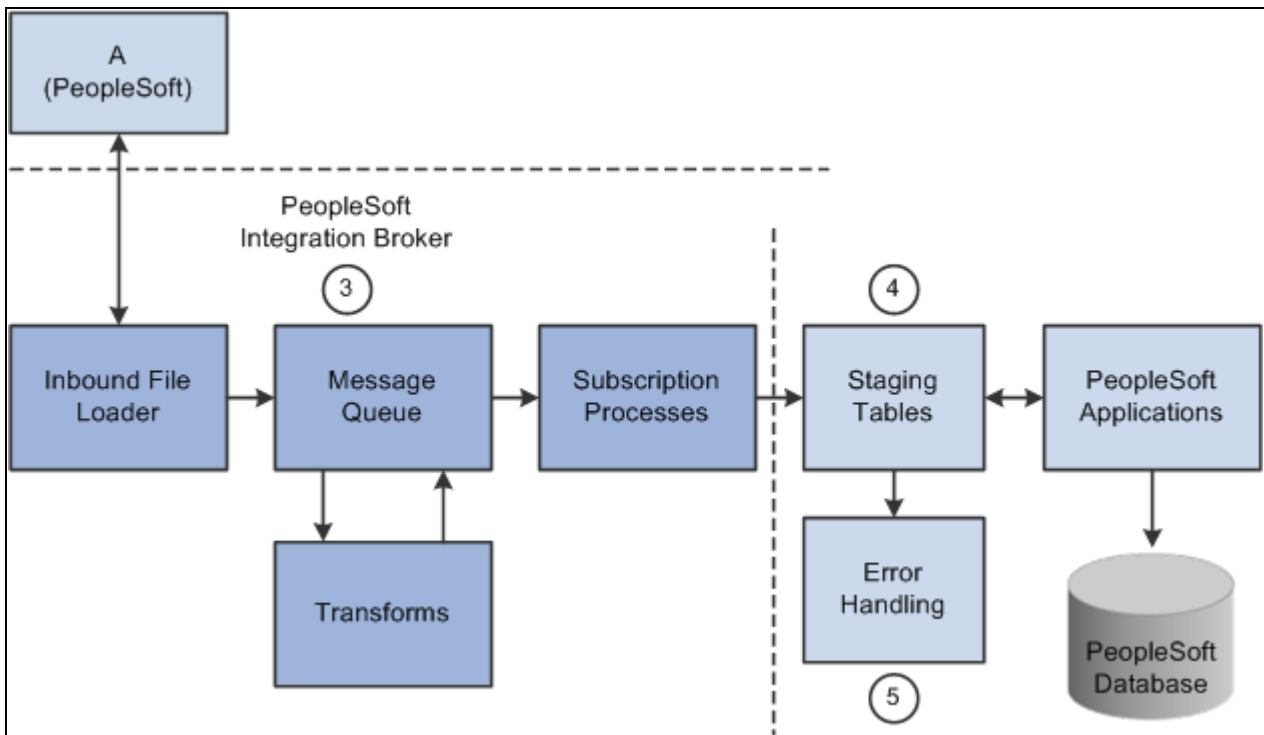 A
(PeopleSoft)
PeopleSoft
Integration Broker
3
4
Inbound File
Loader
Message
Queue
Subscription
Processes
Staging
Tables
PeopleSoft
Applications
Transforms
Error
Handling
5
PeopleSoft
Database